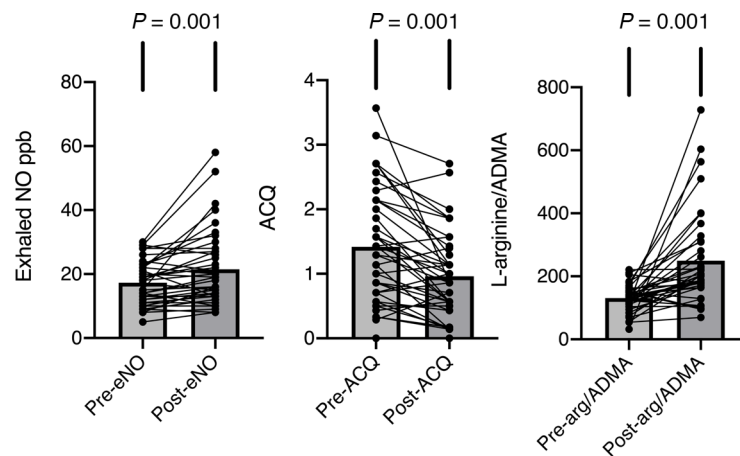 P = 0.001
P = 0.001
P = 0.001
Exhaled NO ppb
80
60
40
20
0
Pre-eNO
Post-eNO
ACQ
4
3
2
1
0
Pre-ACQ
Post-ACQ
L-arginine/ADMA
800
600
400
200
0
Pre-arg/ADMA
Post-arg/ADMA